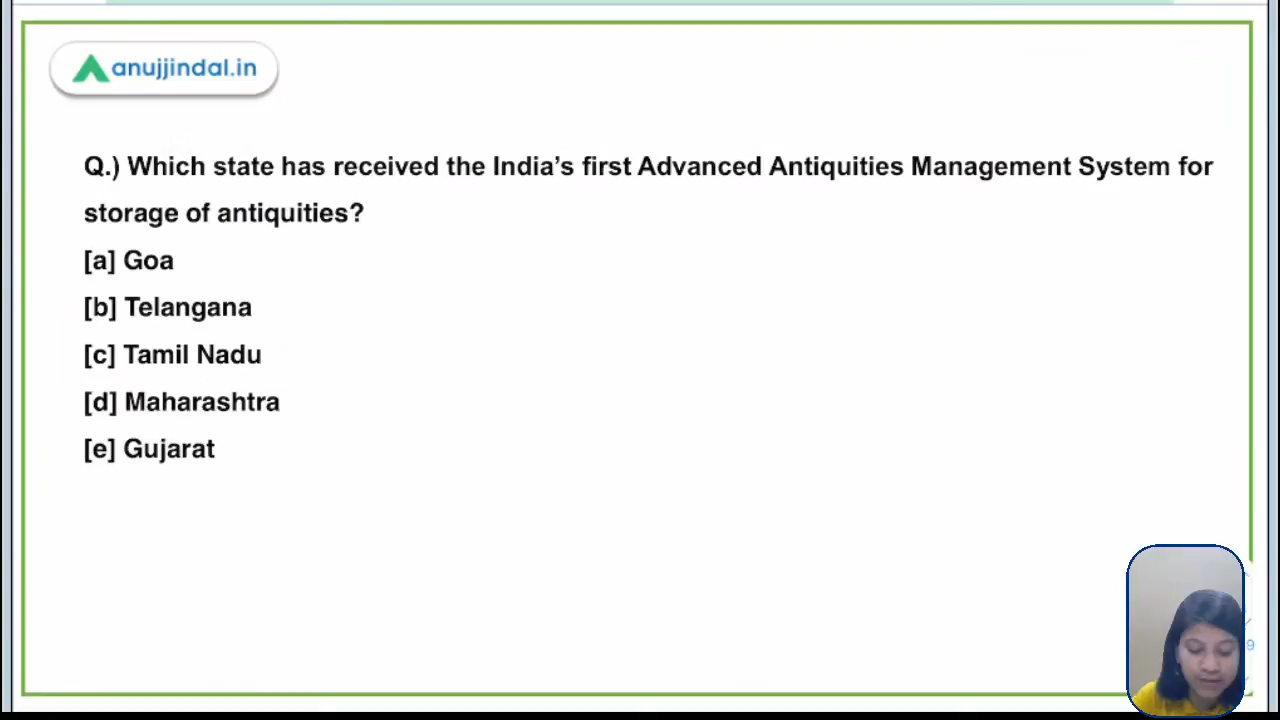 anujjindal.in
Q.) Which state has received the India’s first Advanced Antiquities Management System for
storage of antiquities?
[a] Goa
[b] Telangana
[c] Tamil Nadu
[d] Maharashtra
[e] Gujarat
9